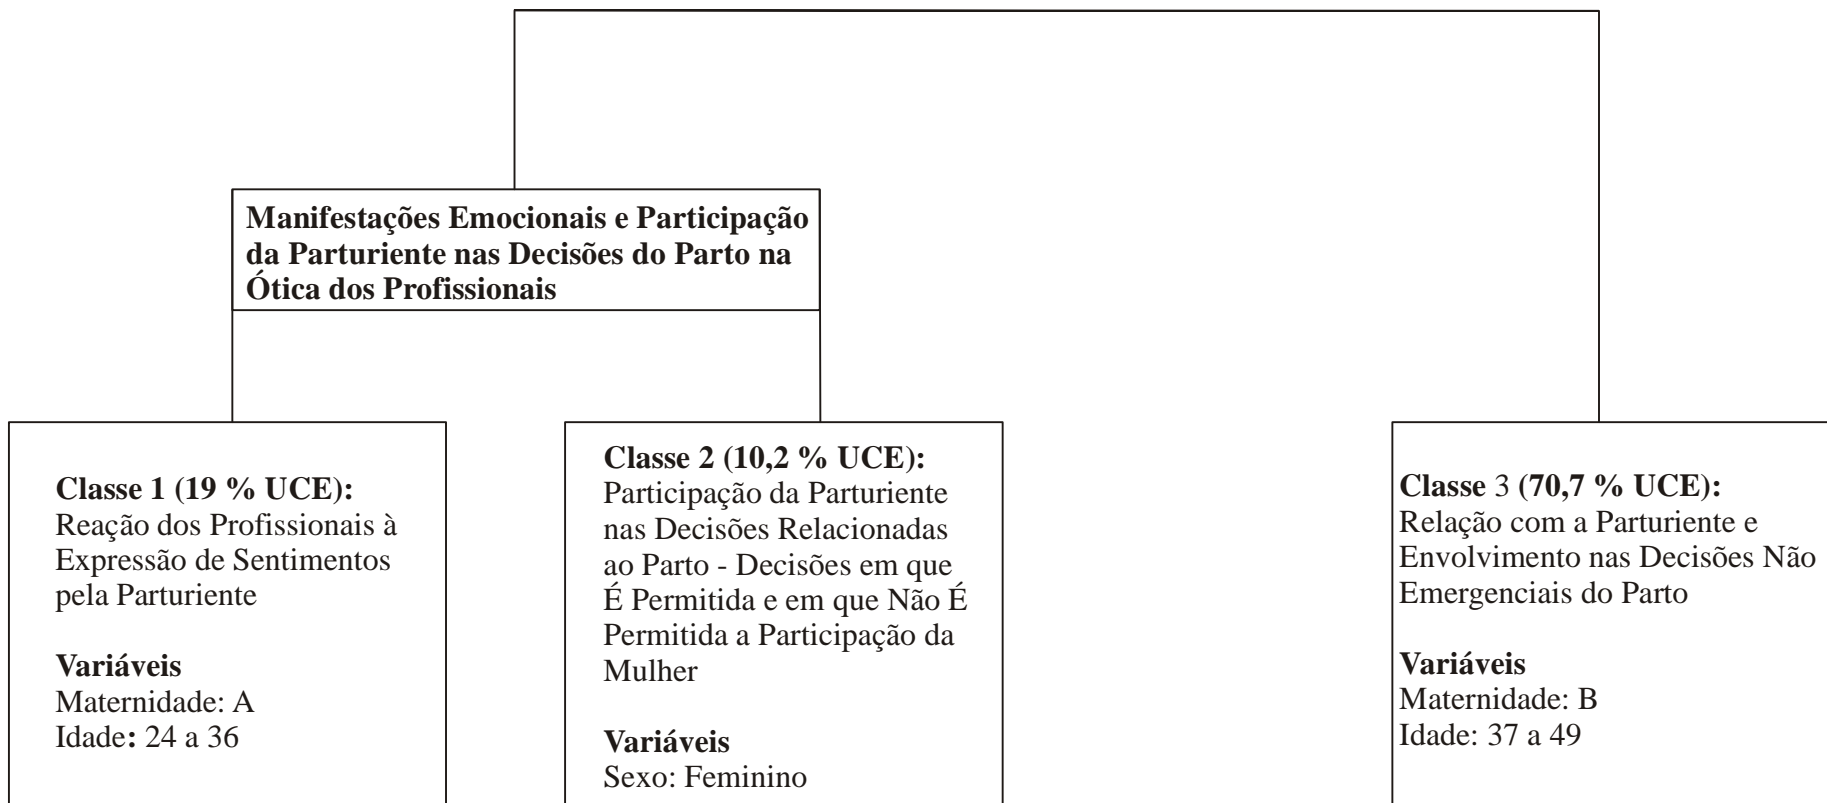 Manifestações Emocionais e Participação
da Parturiente nas Decisões do Parto na
Ótica dos Profissionais
Classe 1 (19 % UCE):
Reação dos Profissionais à
Expressão de Sentimentos
pela Parturiente
Variáveis
Maternidade: A
Idade: 24 a 36
Classe 2 (10,2 % UCE):
Participação da Parturiente
nas Decisões Relacionadas
ao Parto - Decisões em que
É Permitida e em que Não É
Permitida a Participação da
Mulher
Variáveis
Sexo: Feminino
Classe 3 (70,7 % UCE):
Relação com a Parturiente e
Envolvimento nas Decisões Não
Emergenciais do Parto
Variáveis
Maternidade: B
Idade: 37 a 49